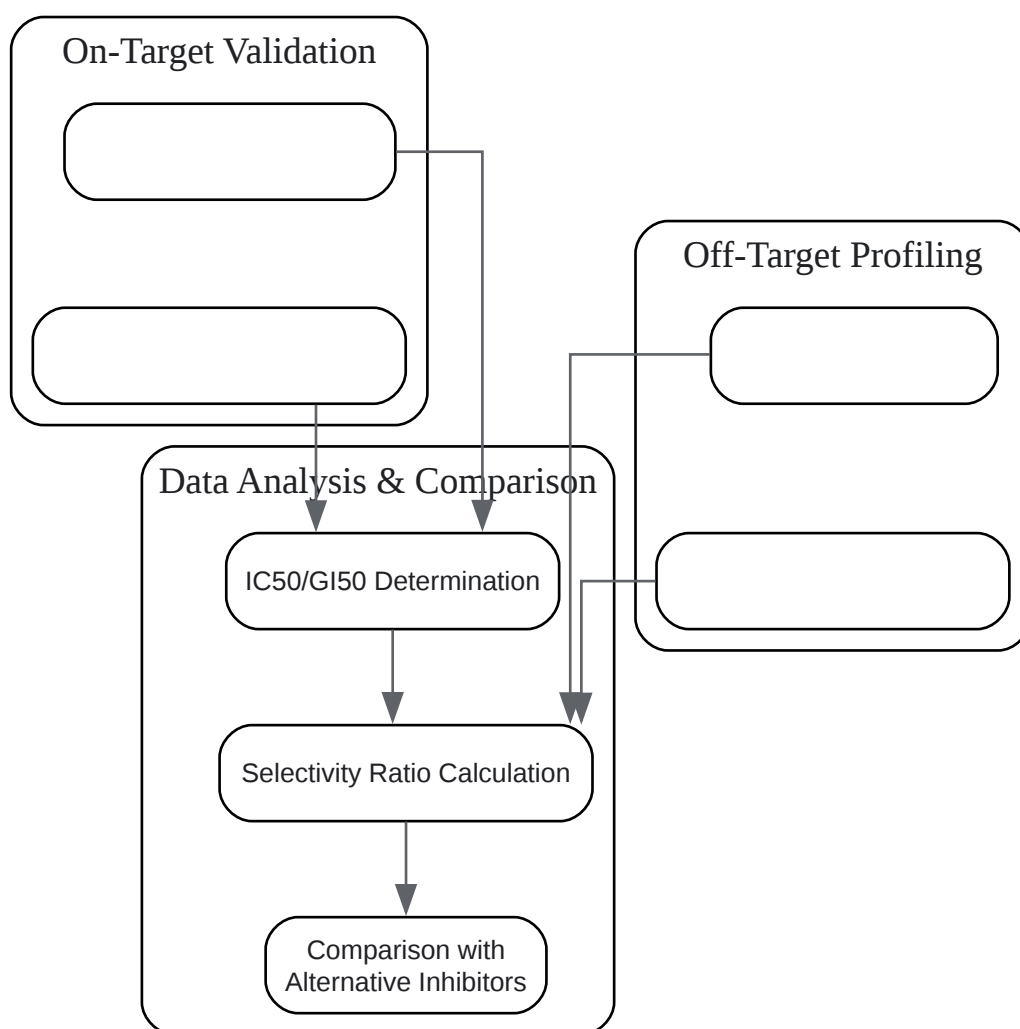 On-Target Validation
Off-Target Profiling
Data Analysis & Comparison
IC50/GI50 Determination
Selectivity Ratio Calculation
Comparison with
Alternative Inhibitors